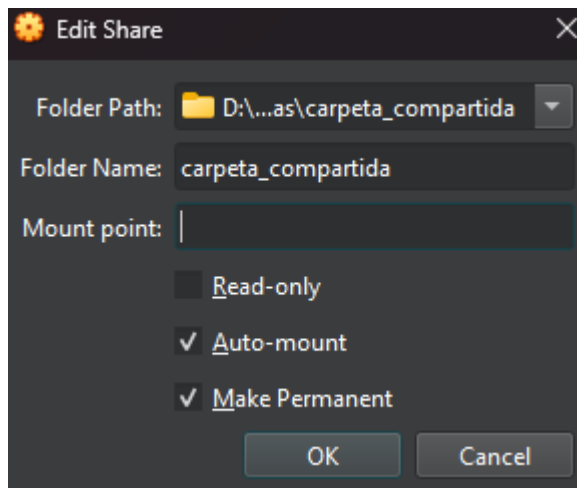 Edit Share
Folder Path: D:\...as\carpeta_compartida
Folder Name: carpeta_compartida
Mount point:
Read-only
Auto-mount
Make Permanent
OK Cancel